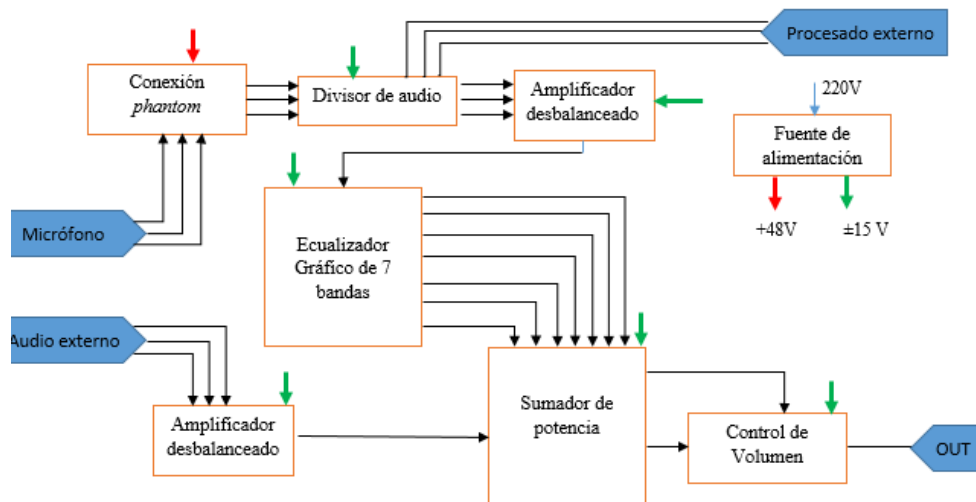 Procesado externo
Conexión
phantom
Divisor de audio
Amplificador
desbalanceado
220V
Fuente de
alimentación
+48V
±15 V
Micrófono
Ecualizador
Gráfico de 7
bandas
Audio externo
Amplificador
desbalanceado
Sumador de
potencia
Control de
Volumen
OUT